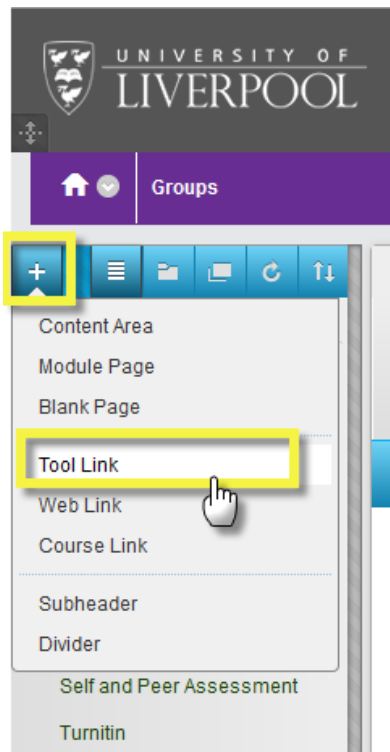 UNIVERSITY OF
LIVERPOOL
Groups
Content Area
Module Page
Blank Page
Tool Link
Web Link
Course Link
Subheader
Divider
Self and Peer Assessment
Turnitin